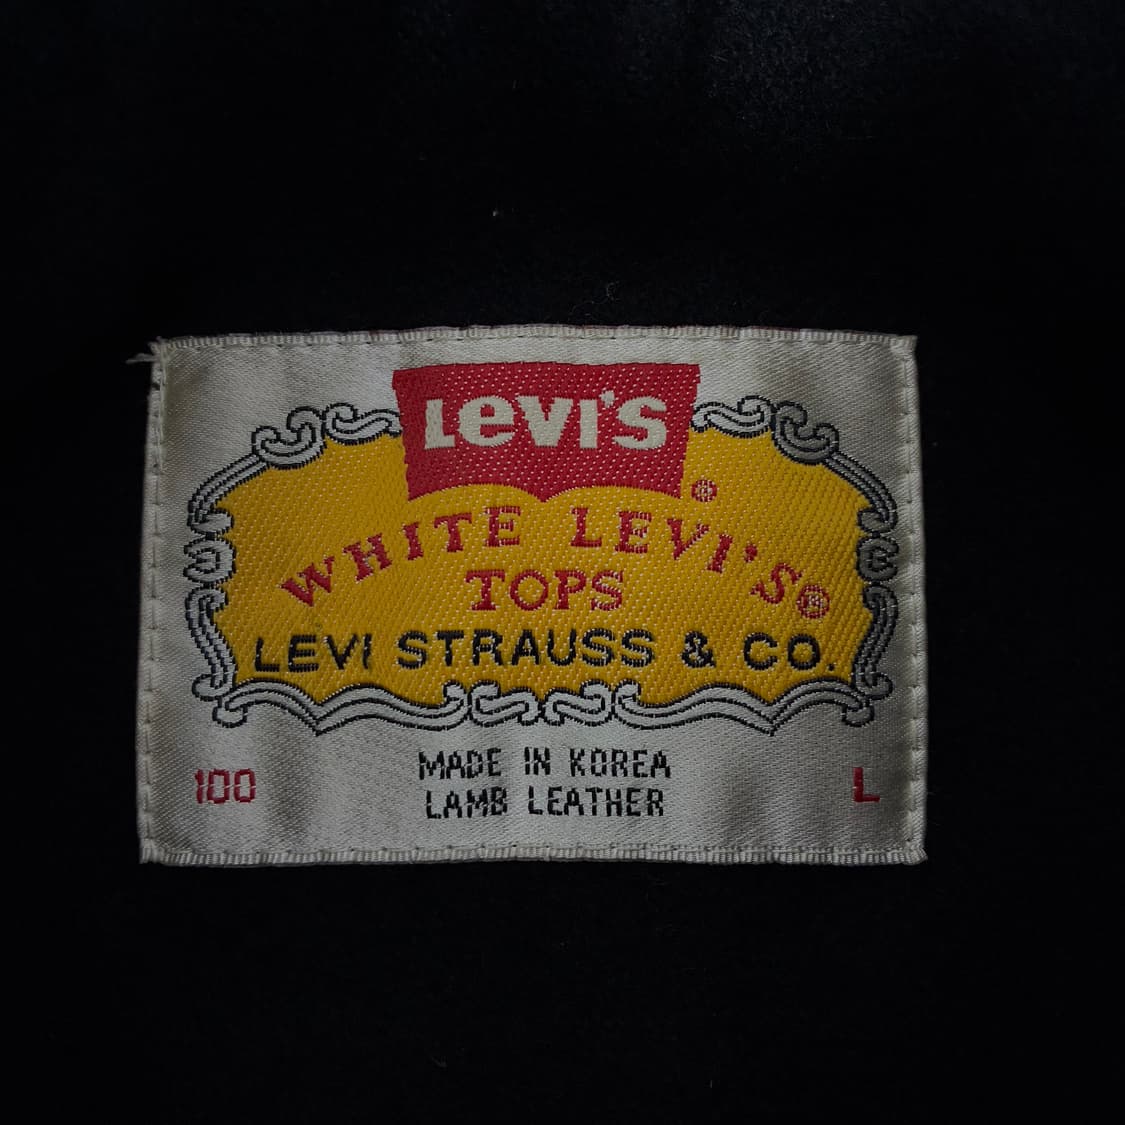 Levi's ®
WHITE LEVI'S®
TOPS
LEVI STRAUSS & CO.
MADE IN KOREA
100 LAMB LEATHER L